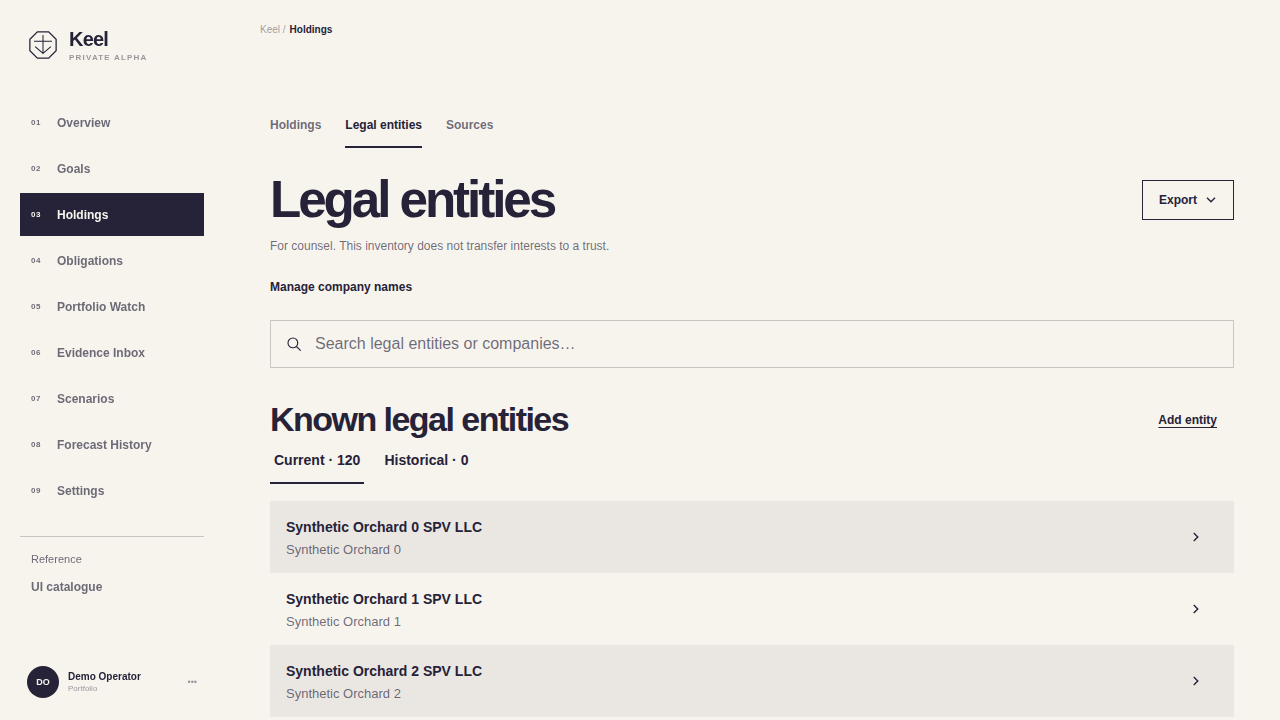 Keel
PRIVATE ALPHA
01 Overview
02 Goals
03 Holdings
04 Obligations
05 Portfolio Watch
06 Evidence Inbox
07 Scenarios
08 Forecast History
09 Settings
Reference
UI catalogue
DO
Demo Operator
Portfolio
Keel / Holdings
Holdings Legal entities Sources
Legal entities
Export
For counsel. This inventory does not transfer interests to a trust.
Manage company names
Search legal entities or companies…
Known legal entities
Add entity
Current · 120 Historical · 0
Synthetic Orchard 0 SPV LLC
Synthetic Orchard 0
Synthetic Orchard 1 SPV LLC
Synthetic Orchard 1
Synthetic Orchard 2 SPV LLC
Synthetic Orchard 2